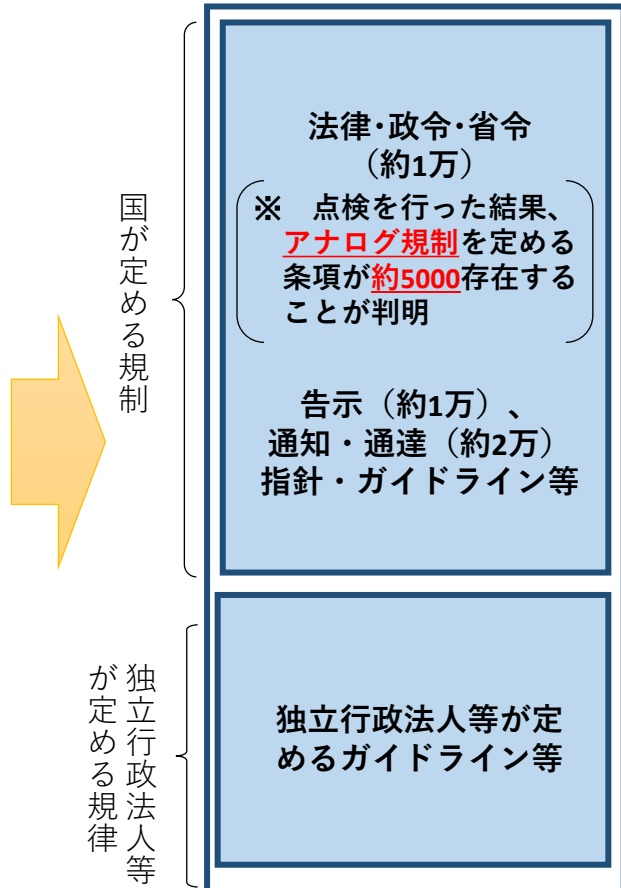 国が定める規制
法律･政令･省令
（約1万）
※　点検を行った結果、
アナログ規制を定める
条項が約5000存在する
ことが判明
告示（約1万）、
通知・通達（約2万）
指針・ガイドライン等
独立行政法人等
が定める規律
独立行政法人等が定
めるガイドライン等